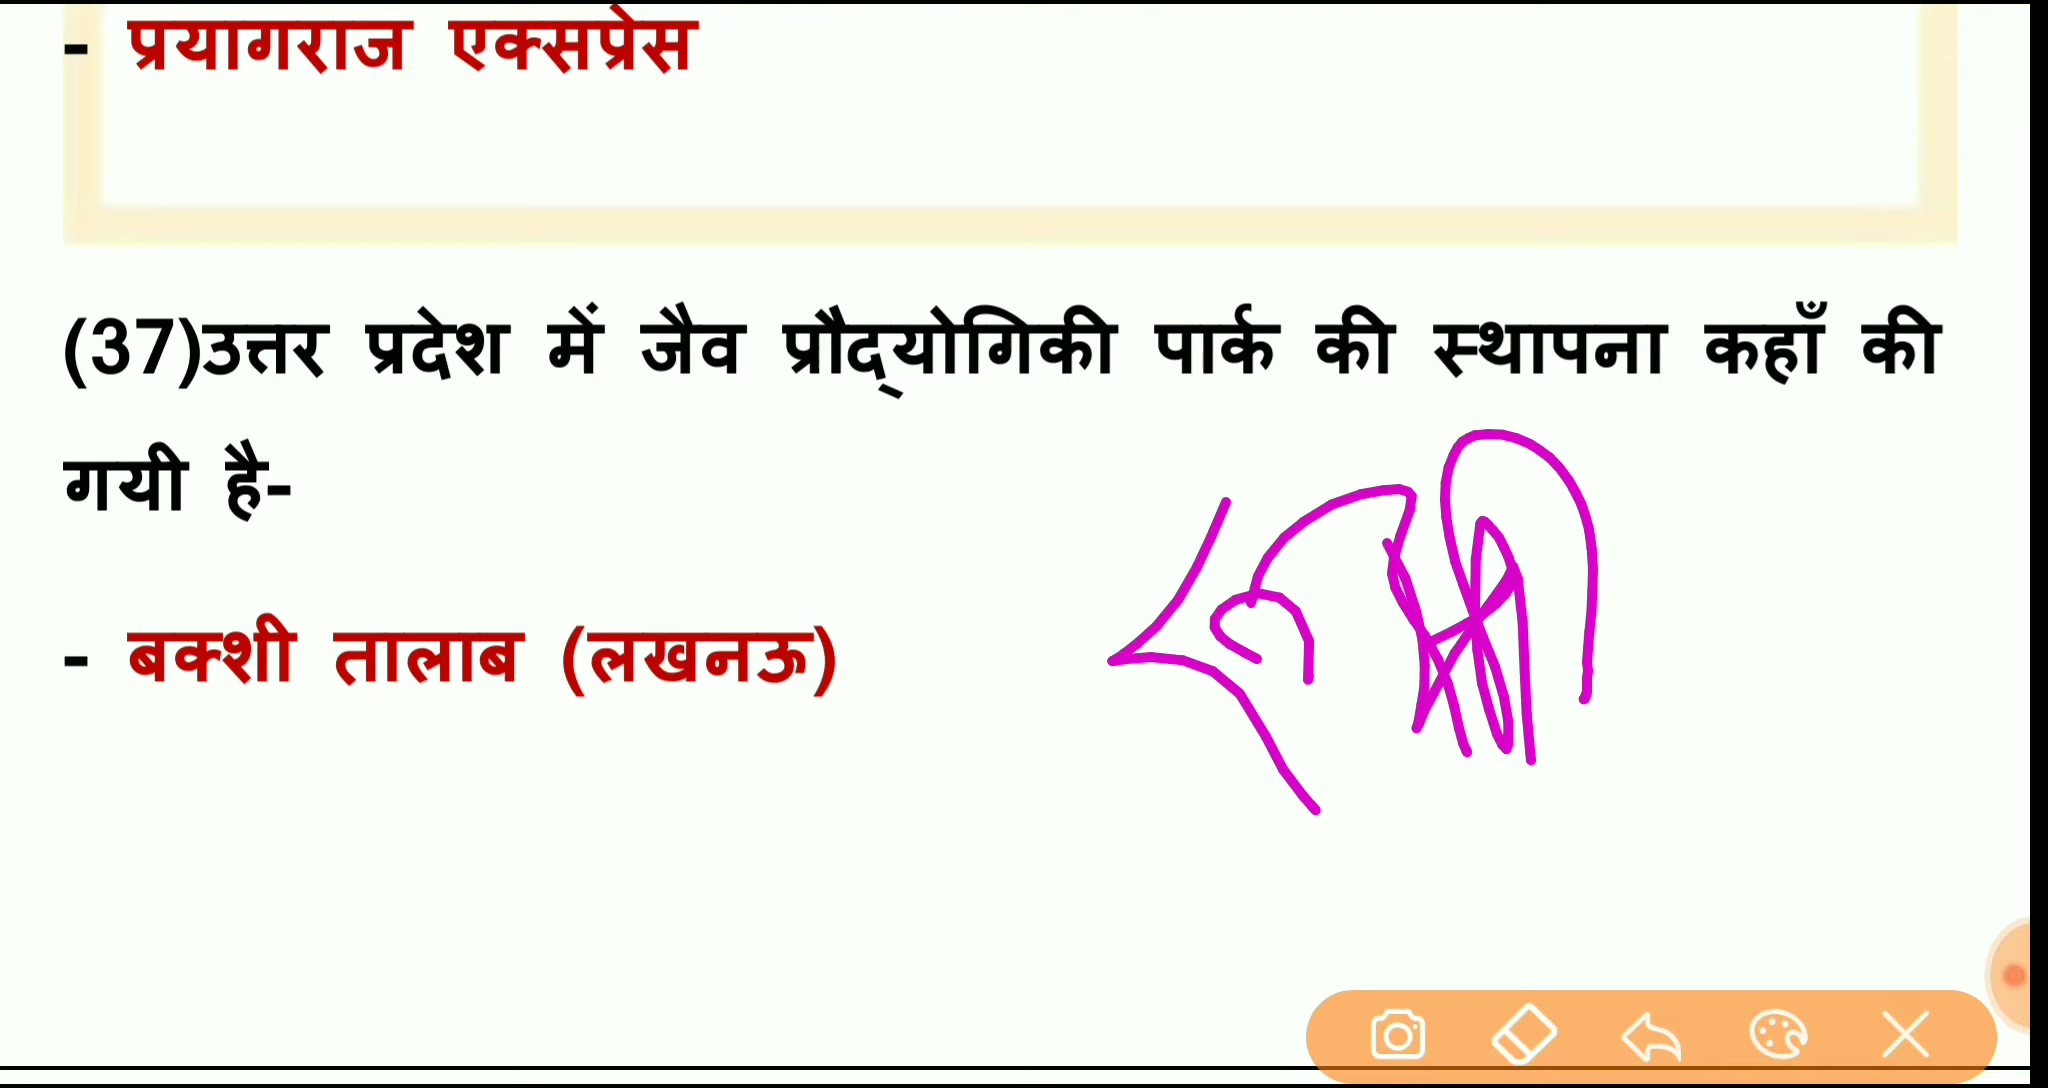 - प्रयागराज एक्सप्रेस
(37)उत्तर प्रदेश में जैव प्रौद्‌योगिकी पार्क की स्थापना कहाँ की
गयी है-
- बक्शी तालाब (लखनऊ)